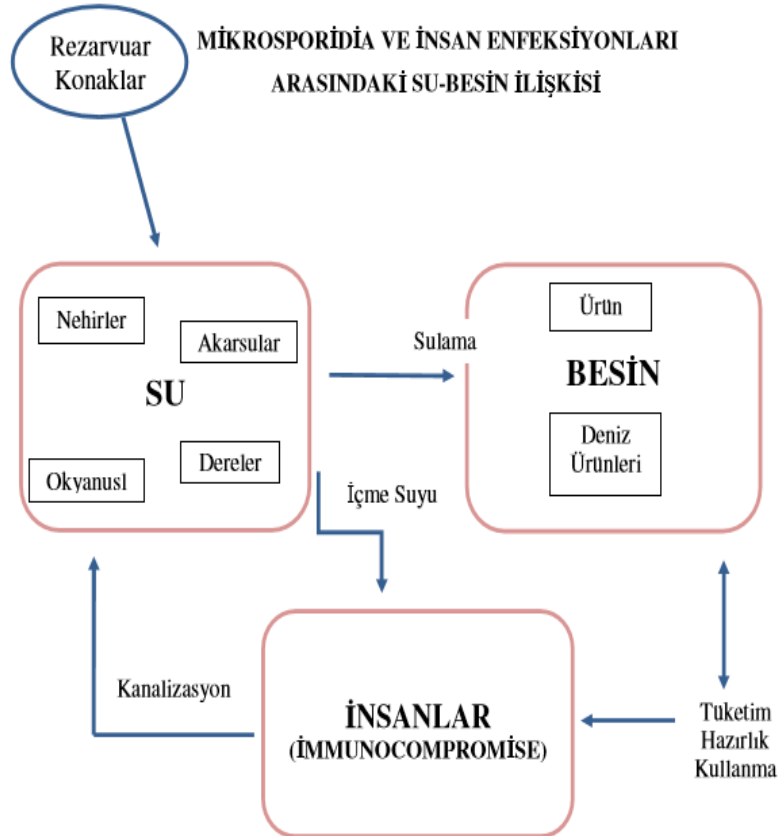 Rezarvuar
Konaklar
MİKROSPORİDİA VE İNSAN ENFEKSİYONLARI
ARASINDAKİ SU-BESİN İLİŞKİSİ
Nehirler
Akarsular
SU
Okyanusl
Dereler
Sulama
Ürün
BESİN
Deniz
Ürünleri
İçme Suyu
Kanalizasyon
İNSANLAR
(İMMUNOCOMPROMİSE)
Tüketim
Hazırlık
Kullanma